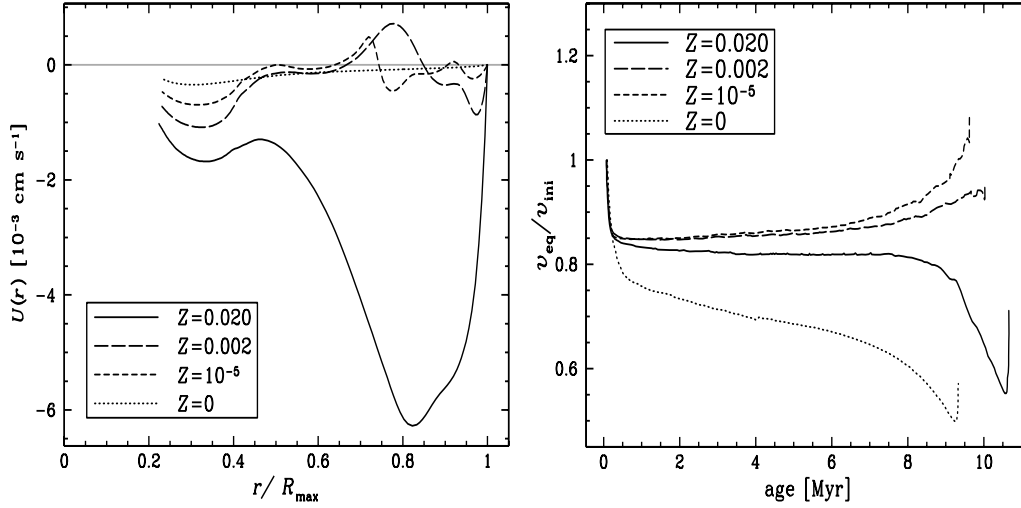 U(r) [10⁻³ cm s⁻¹]
0
−2
−4
−6
Z=0.020
Z=0.002
Z=10⁻⁵
Z=0
0 0.2 0.4 0.6 0.8 1
r/ R_max
υ_eq/υ_ini
1.2
1
0.8
0.6
Z=0.020
Z=0.002
Z=10⁻⁵
Z=0
0 2 4 6 8 10
age [Myr]